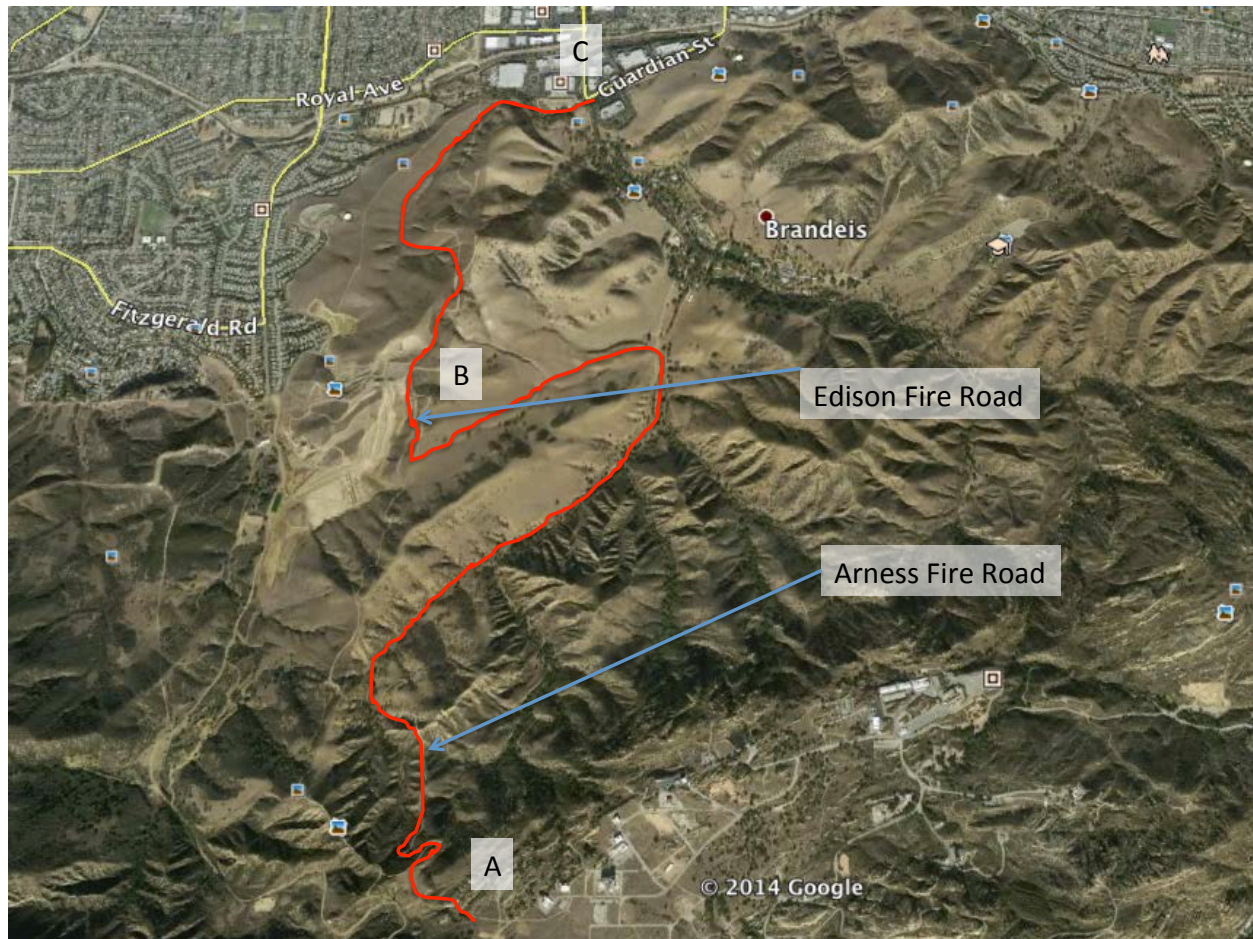 C
Guardian St
Royal Ave
Brandeis
Fitzgerald Rd
B
Edison Fire Road
Arness Fire Road
A
© 2014 Google